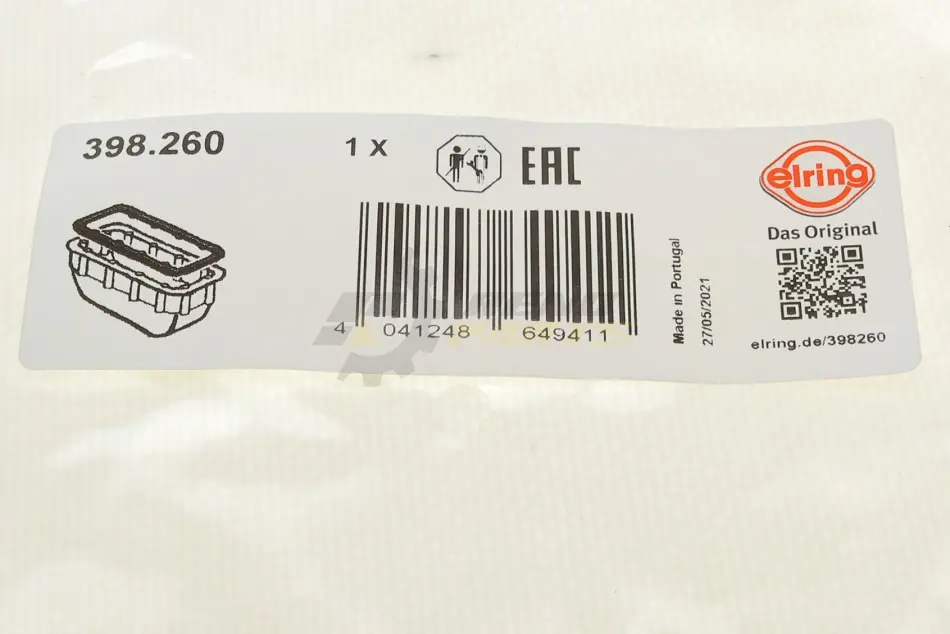 398.260
1 X
EAC
elring
Das Original
4 041248 649411
Made in Portugal
27/05/2021
elring.de/398260